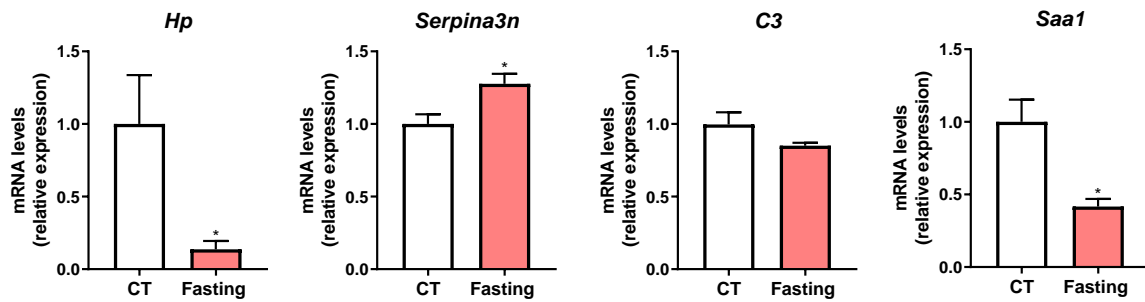 Hp
mRNA levels
(relative expression)
1.5
1.0
0.5
0.0
*
CT Fasting
Serpina3n
mRNA levels
(relative expression)
1.5
1.0
0.5
0.0
*
CT Fasting
C3
mRNA levels
(relative expression)
1.5
1.0
0.5
0.0
CT Fasting
Saa1
mRNA levels
(relative expression)
1.5
1.0
0.5
0.0
*
CT Fasting